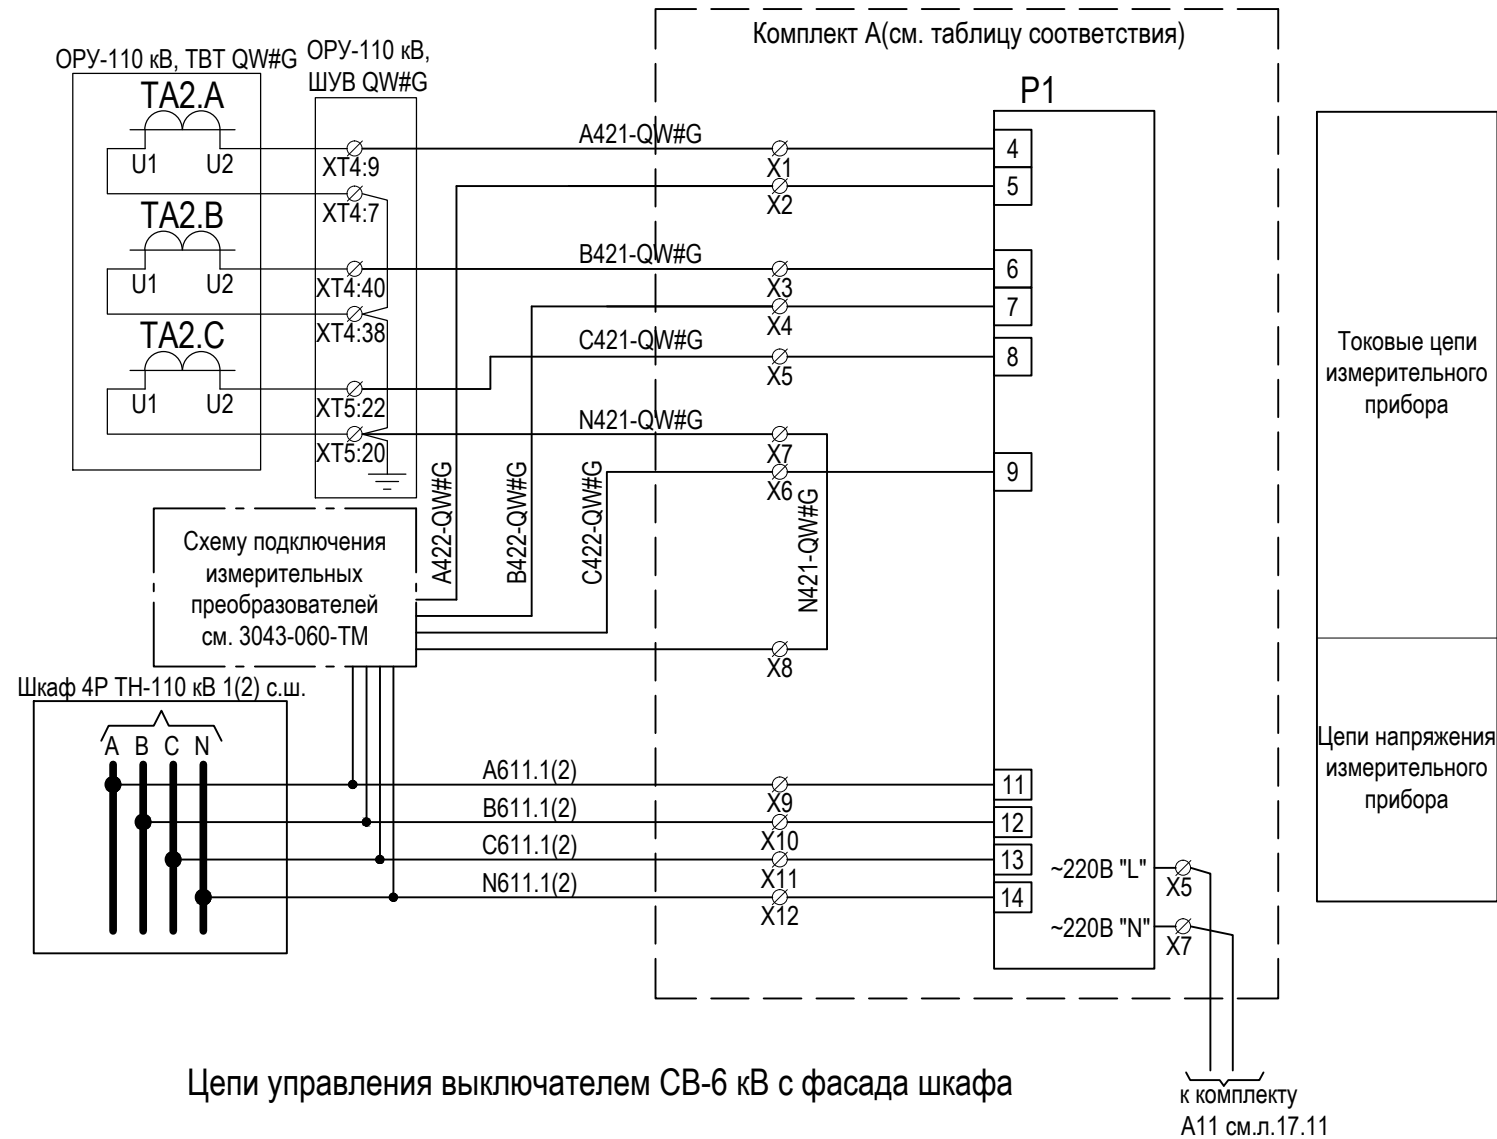 Комплект А(см. таблицу соответствия)
ОРУ-110 кВ, ТВТ QW#G
ОРУ-110 кВ,
ШУВ QW#G
P1
TA2.A
U1 U2
XT4:9
XT4:7
A421-QW#G
X1
X2
4
5
TA2.B
U1 U2
XT4:40
XT4:38
B421-QW#G
X3
X4
6
7
TA2.C
U1 U2
XT5:22
XT5:20
C421-QW#G
X5
8
N421-QW#G
X7
X6
9
A422-QW#G
B422-QW#G
C422-QW#G
N421-QW#G
X8
Схему подключения
измерительных
преобразователей
см. 3043-060-ТМ
Шкаф 4Р ТН-110 кВ 1(2) с.ш.
A B C N
A611.1(2)
X9
11
B611.1(2)
X10
12
C611.1(2)
X11
13
N611.1(2)
X12
14
~220В "L"
X5
~220В "N"
X7
Токовые цепи
измерительного
прибора
Цепи напряжения
измерительного
прибора
к комплекту
А11 см.л.17.11
Цепи управления выключателем СВ-6 кВ с фасада шкафа